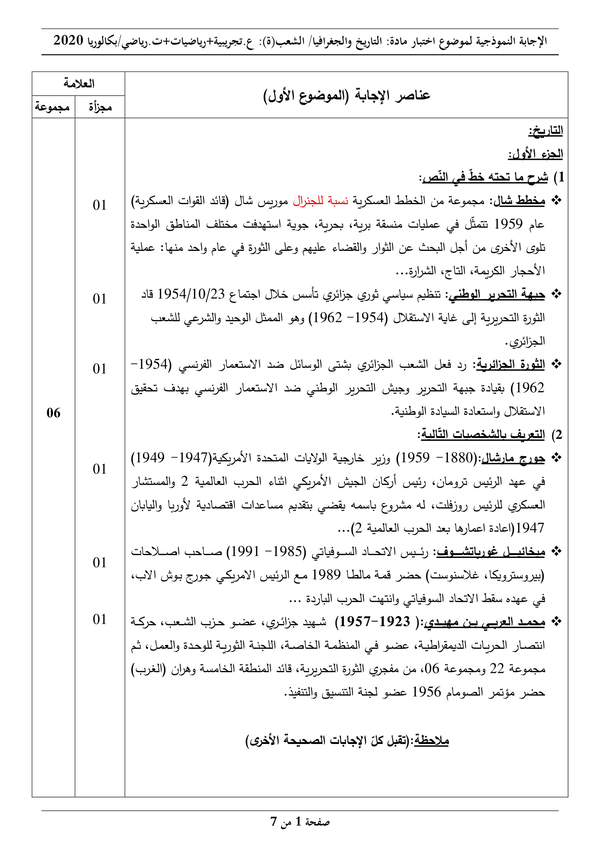 الإجابة النموذجية لموضوع اختبار مادة: التاريخ والجغرافيا/ الشعب(ة): ع.تجريبية+رياضيات+ت.رياضي/بكالوريا 2020
العلامة
عناصر الإجابة (الموضوع الأول)
مجموعة
مجزأة
التاريخ:
الجزء الأول:
1) شرح ما تحته خطّ في النّص:
❖ مخطط شال: مجموعة من الخطط العسكرية نسبة للجنرال موريس شال (قائد القوات العسكرية)
01
عام 1959 تتمثّل في عمليات منسقة برية، بحرية، جوية استهدفت مختلف المناطق الواحدة
تلوى الأخرى من أجل البحث عن الثوار والقضاء عليهم وعلى الثورة في عام واحد منها: عملية
الأحجار الكريمة، التاج، الشرارة...
❖ جبهة التحرير الوطني: تنظيم سياسي ثوري جزائري تأسس خلال اجتماع 1954/10/23 قاد
01
الثورة التحريرية إلى غاية الاستقلال (1954– 1962) وهو الممثل الوحيد والشرعي للشعب
الجزائري.
❖ الثورة الجزائرية: رد فعل الشعب الجزائري بشتى الوسائل ضد الاستعمار الفرنسي (1954–
01
1962) بقيادة جبهة التحرير وجيش التحرير الوطني ضد الاستعمار الفرنسي بهدف تحقيق
الاستقلال واستعادة السيادة الوطنية.
06
2) التعريف بالشخصيات التّالية:
❖ جورج مارشال:(1880– 1959) وزير خارجية الولايات المتحدة الأمريكية(1947– 1949)
01
في عهد الرئيس ترومان، رئيس أركان الجيش الأمريكي اثناء الحرب العالمية 2 والمستشار
العسكري للرئيس روزفلت، له مشروع باسمه يقضي بتقديم مساعدات اقتصادية لأوربا واليابان
1947(اعادة اعمارها بعد الحرب العالمية 2)...
❖ ميخائيل غورباتشوف: رئيس الاتحاد السوفياتي (1985– 1991) صاحب اصلاحات
01
(بيروسترويكا، غلاسنوست) حضر قمة مالطا 1989 مع الرئيس الامريكي جورج بوش الاب،
في عهده سقط الاتحاد السوفياتي وانتهت الحرب الباردة ...
❖ محمد العربي بن مهيدي:( 1923–1957) شهيد جزائري، عضو حزب الشعب، حركة
01
انتصار الحريات الديمقراطية، عضو في المنظمة الخاصة، اللجنة الثورية للوحدة والعمل، ثم
مجموعة 22 ومجموعة 06، من مفجري الثورة التحريرية، قائد المنطقة الخامسة وهران (الغرب)
حضر مؤتمر الصومام 1956 عضو لجنة التنسيق والتنفيذ.
ملاحظة:(تقبل كلّ الإجابات الصحيحة الأخرى)
صفحة 1 من 7